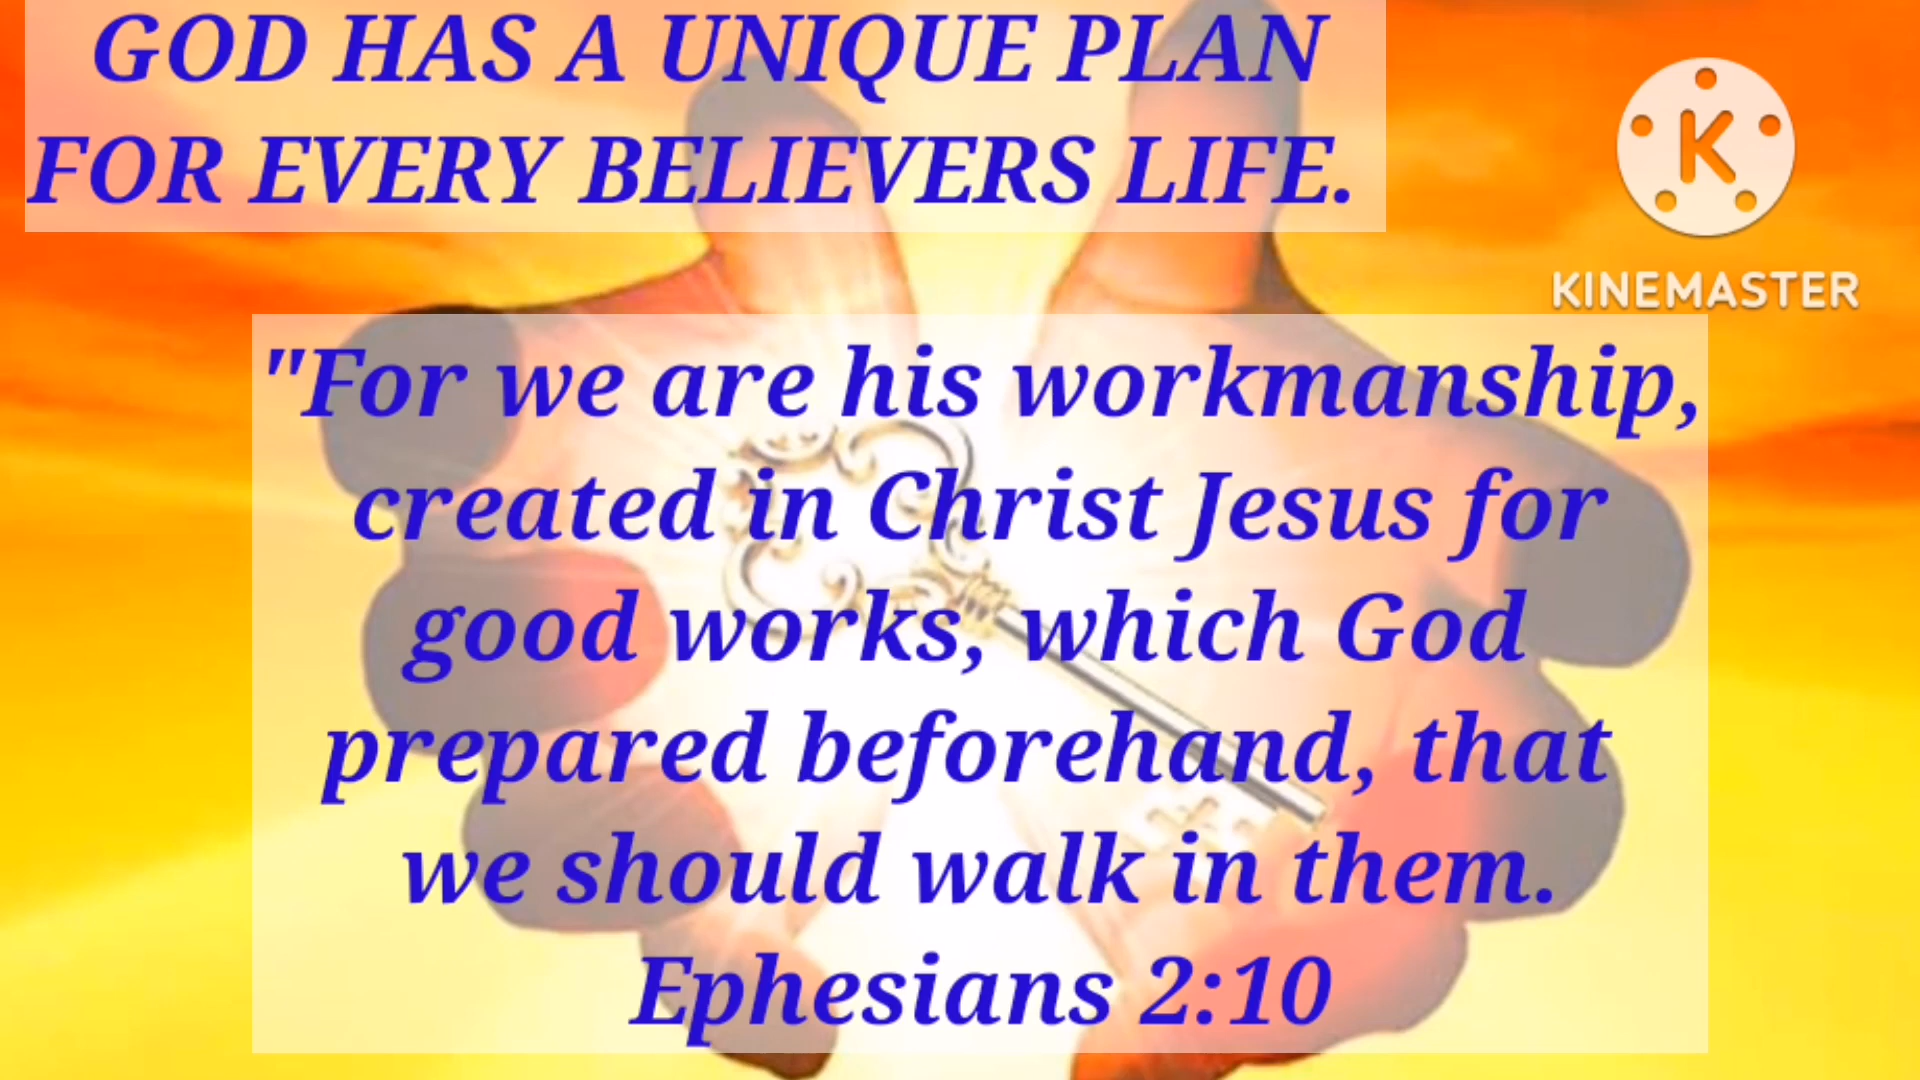 GOD HAS A UNIQUE PLAN
FOR EVERY BELIEVERS LIFE.
K
KINEMASTER
"For we are his workmanship,
created in Christ Jesus for
good works, which God
prepared beforehand, that
we should walk in them.
Ephesians 2:10